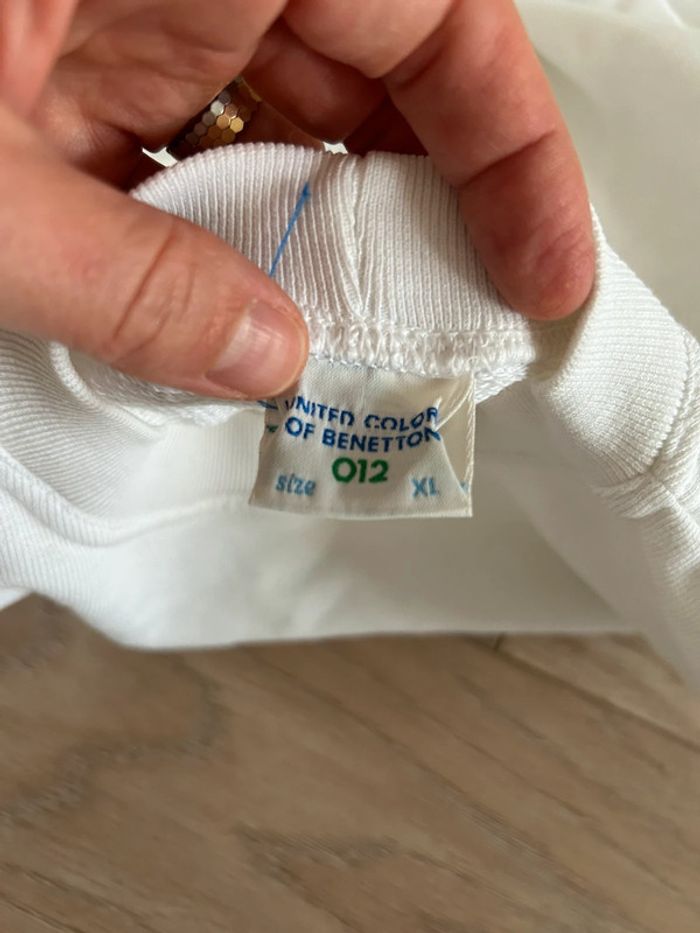 UNITED COLOR
OF BENETTON
012
size XL